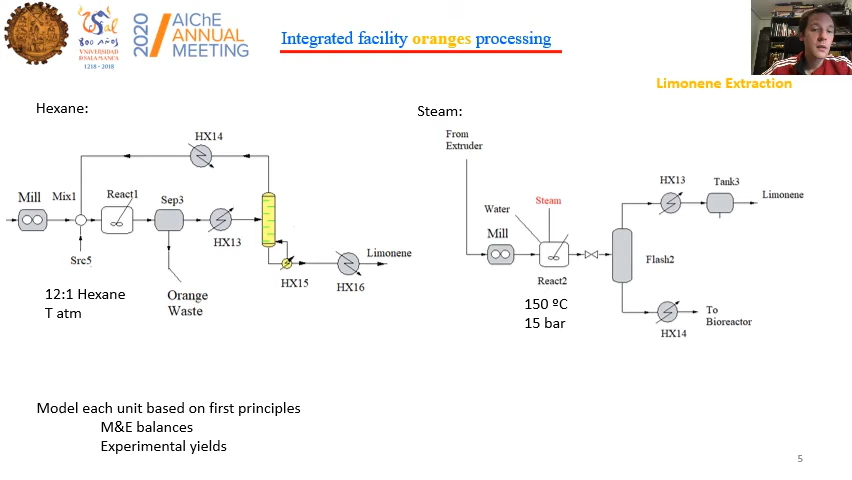 2020
AIChE
ANNUAL
MEETING
800 años
UNIVERSIDAD
DSALAMANCA
1218 - 2018
Integrated facility oranges processing
Limonene Extraction
Hexane:
HX14
Mill
Mix1
React1
Sep3
HX13
Src5
Limonene
HX15
HX16
12:1 Hexane
T atm
Orange
Waste
Steam:
From
Extruder
Water
Steam
Mill
React2
150 ºC
15 bar
HX13
Tank3
Limonene
Flash2
To
Bioreactor
HX14
Model each unit based on first principles
M&E balances
Experimental yields
5